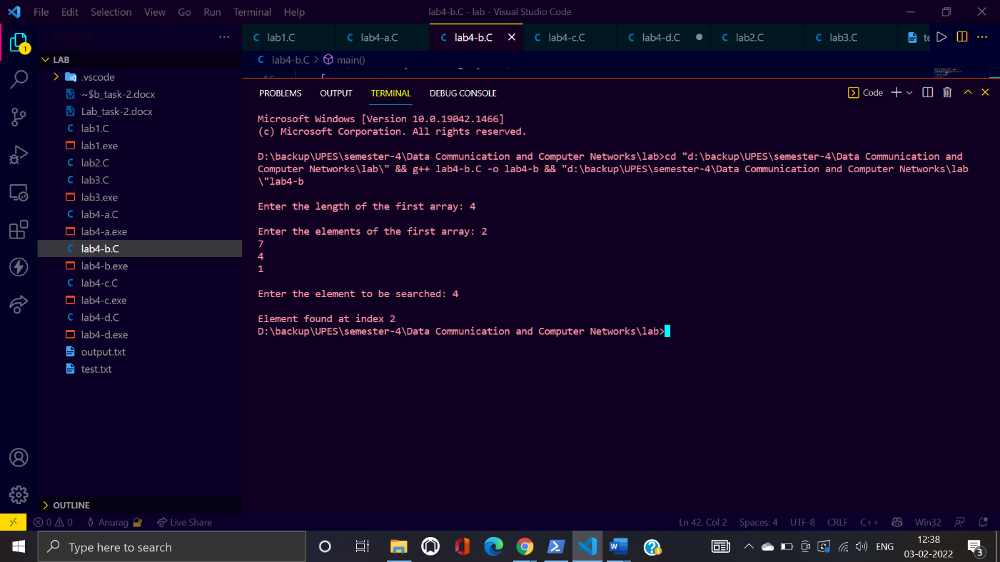 File Edit Selection View Go Run Terminal Help
lab4-b.C - lab - Visual Studio Code
EXPLORER
lab1.C lab4-a.C lab4-b.C lab4-c.C lab4-d.C lab2.C lab3.C te
1
LAB
lab4-b.C > main()
16 {
.vscode
~$b_task-2.docx
Lab_task-2.docx
lab1.C
lab1.exe
lab2.C
lab3.C
lab3.exe
lab4-a.C
lab4-a.exe
lab4-b.C
lab4-b.exe
lab4-c.C
lab4-c.exe
lab4-d.C
lab4-d.exe
output.txt
test.txt
OUTLINE
PROBLEMS OUTPUT TERMINAL DEBUG CONSOLE
Code
Microsoft Windows [Version 10.0.19042.1466]
(c) Microsoft Corporation. All rights reserved.
D:\backup\UPES\semester-4\Data Communication and Computer Networks\lab>cd "d:\backup\UPES\semester-4\Data Communication and
Computer Networks\lab\" && g++ lab4-b.C -o lab4-b && "d:\backup\UPES\semester-4\Data Communication and Computer Networks\lab
\"lab4-b
Enter the length of the first array: 4
Enter the elements of the first array: 2
7
4
1
Enter the element to be searched: 4
Element found at index 2
D:\backup\UPES\semester-4\Data Communication and Computer Networks\lab>
0 0 Anurag Live Share
Ln 42, Col 2 Spaces: 4 UTF-8 CRLF C++ Win32
Type here to search
ENG
12:38
03-02-2022
3